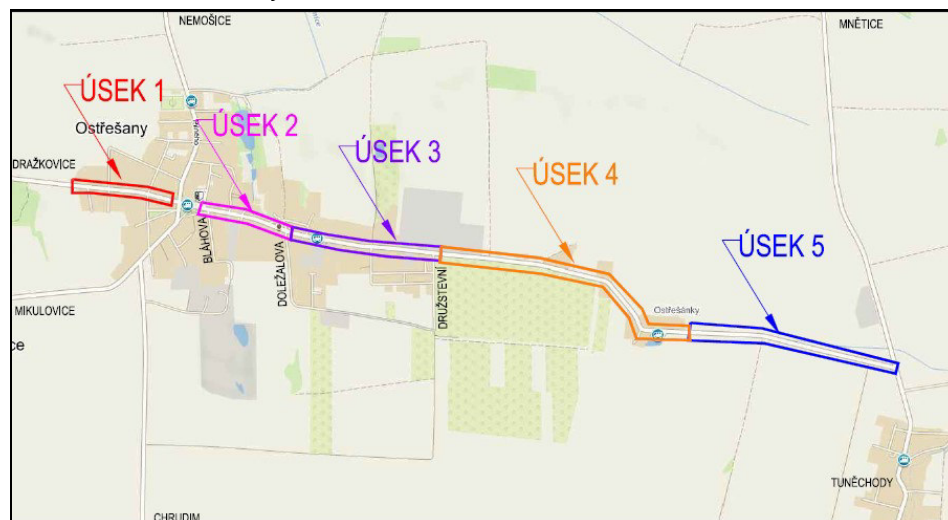 NEMOŠICE
MNĚTICE
ÚSEK 1
Ostřešany
ÚSEK 2
ÚSEK 3
DRAŽKOVICE
ÚSEK 4
BLÁHOVA
DOLEŽALOVA
ÚSEK 5
DRUŽSTEVNÍ
MIKULOVICE
Ostřešánky
ce
TUNĚCHODY
CHRUDIM